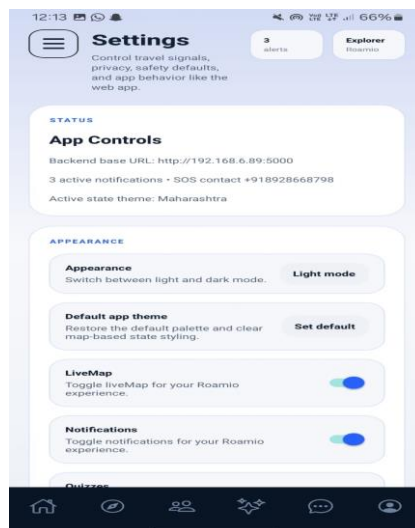 12:13
66%
Settings
Control travel signals,
privacy, safety defaults,
and app behavior like the
web app.
3
alerts
Explorer
Roamio
STATUS
App Controls
Backend base URL: http://192.168.6.89:5000
3 active notifications • SOS contact +918928668798
Active state theme: Maharashtra
APPEARANCE
Appearance
Switch between light and dark mode.
Light mode
Default app theme
Restore the default palette and clear
map-based state styling.
Set default
LiveMap
Toggle liveMap for your Roamio
experience.
Notifications
Toggle notifications for your Roamio
experience.
Quizzes